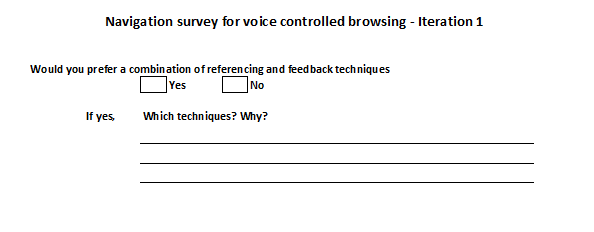 Navigation survey for voice controlled browsing - Iteration 1
Would you prefer a combination of referencing and feedback techniques
Yes No
If yes, Which techniques? Why?